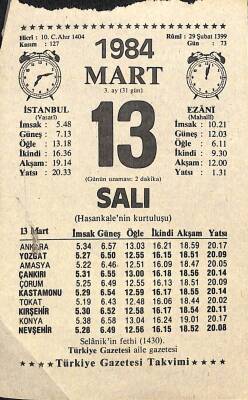 Hicrî : 10. C.Ahır 1404
Kasım : 127
1984
Rûmî : 29 Şubat 1399
Gün : 73
MART
3. ay (31 gün)
İSTANBUL
(Vasatî)
İmsak : 5.48
Güneş : 7.13
Öğle : 13.18
İkindi : 16.36
Akşam : 19.14
Yatsı : 20.33
13
EZÂNİ
(Mahallî)
İmsak : 10.21
Güneş : 12.03
Öğle : 6.11
İkindi : 9.30
Akşam : 12.00
Yatsı : 1.31
(Günün uzaması: 2 dakika)
SALI
(Hasankale'nin kurtuluşu)
13 Mart İmsak Güneş Öğle İkindi Akşam Yatsı
ANKARA 5.34 6.57 13.03 16.21 18.59 20.17
YOZGAT 5.27 6.50 12.55 16.15 18.51 20.09
AMASYA 5.22 6.46 12.51 16.09 18.47 20.05
ÇANKIRI 5.31 6.55 13.00 16.18 18.56 20.14
ÇORUM 5.25 6.49 12.55 16.13 18.51 20.09
KASTAMONU 5.29 6.54 12.59 16.17 18.55 20.14
TOKAT 5.19 6.43 12.48 16.06 18.44 20.02
KIRŞEHİR 5.30 6.52 12.58 16.18 18.54 20.11
KONYA 5.38 6.59 13.04 16.24 19.01 20.17
NEVŞEHİR 5.28 6.49 12.56 16.15 18.52 20.08
Selânik'in fethi (1430).
Türkiye Gazetesi aile gazetesi
Türkiye Gazetesi Takvimi